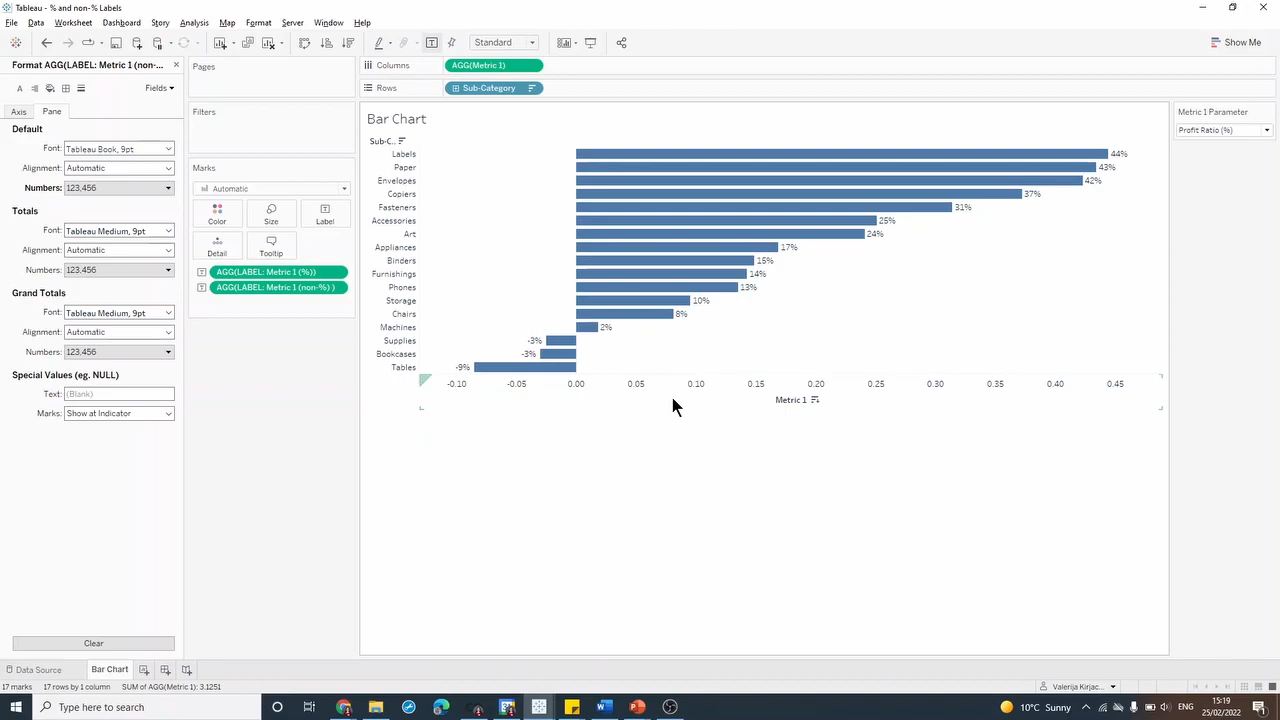 Tableau - % and non-% Labels
File Data Worksheet Dashboard Story Analysis Map Format Server Window Help
Standard
Show Me
Format AGG(LABEL: Metric 1 (non-...
Fields
Axis Pane
Default
Font: Tableau Book, 9pt
Alignment: Automatic
Numbers: 123,456
Totals
Font: Tableau Medium, 9pt
Alignment: Automatic
Numbers: 123,456
Grand Totals
Font: Tableau Medium, 9pt
Alignment: Automatic
Numbers: 123,456
Special Values (eg. NULL)
Text: (Blank)
Marks: Show at Indicator
Clear
Pages
Filters
Marks
Automatic
Color Size Label
Detail Tooltip
AGG(LABEL: Metric 1 (%))
AGG(LABEL: Metric 1 (non-%) )
Columns AGG(Metric 1)
Rows Sub-Category
Bar Chart
Sub-C..
Labels 44%
Paper 43%
Envelopes 42%
Copiers 37%
Fasteners 31%
Accessories 25%
Art 24%
Appliances 17%
Binders 15%
Furnishings 14%
Phones 13%
Storage 10%
Chairs 8%
Machines 2%
Supplies -3%
Bookcases -3%
Tables -9%
-0.10 -0.05 0.00 0.05 0.10 0.15 0.20 0.25 0.30 0.35 0.40 0.45
Metric 1
Metric 1 Parameter
Profit Ratio (%)
Data Source Bar Chart
17 marks 17 rows by 1 column SUM of AGG(Metric 1): 3.1251
Valerija Kirjac...
Type here to search
10°C Sunny
ENG
15:19
25/02/2022